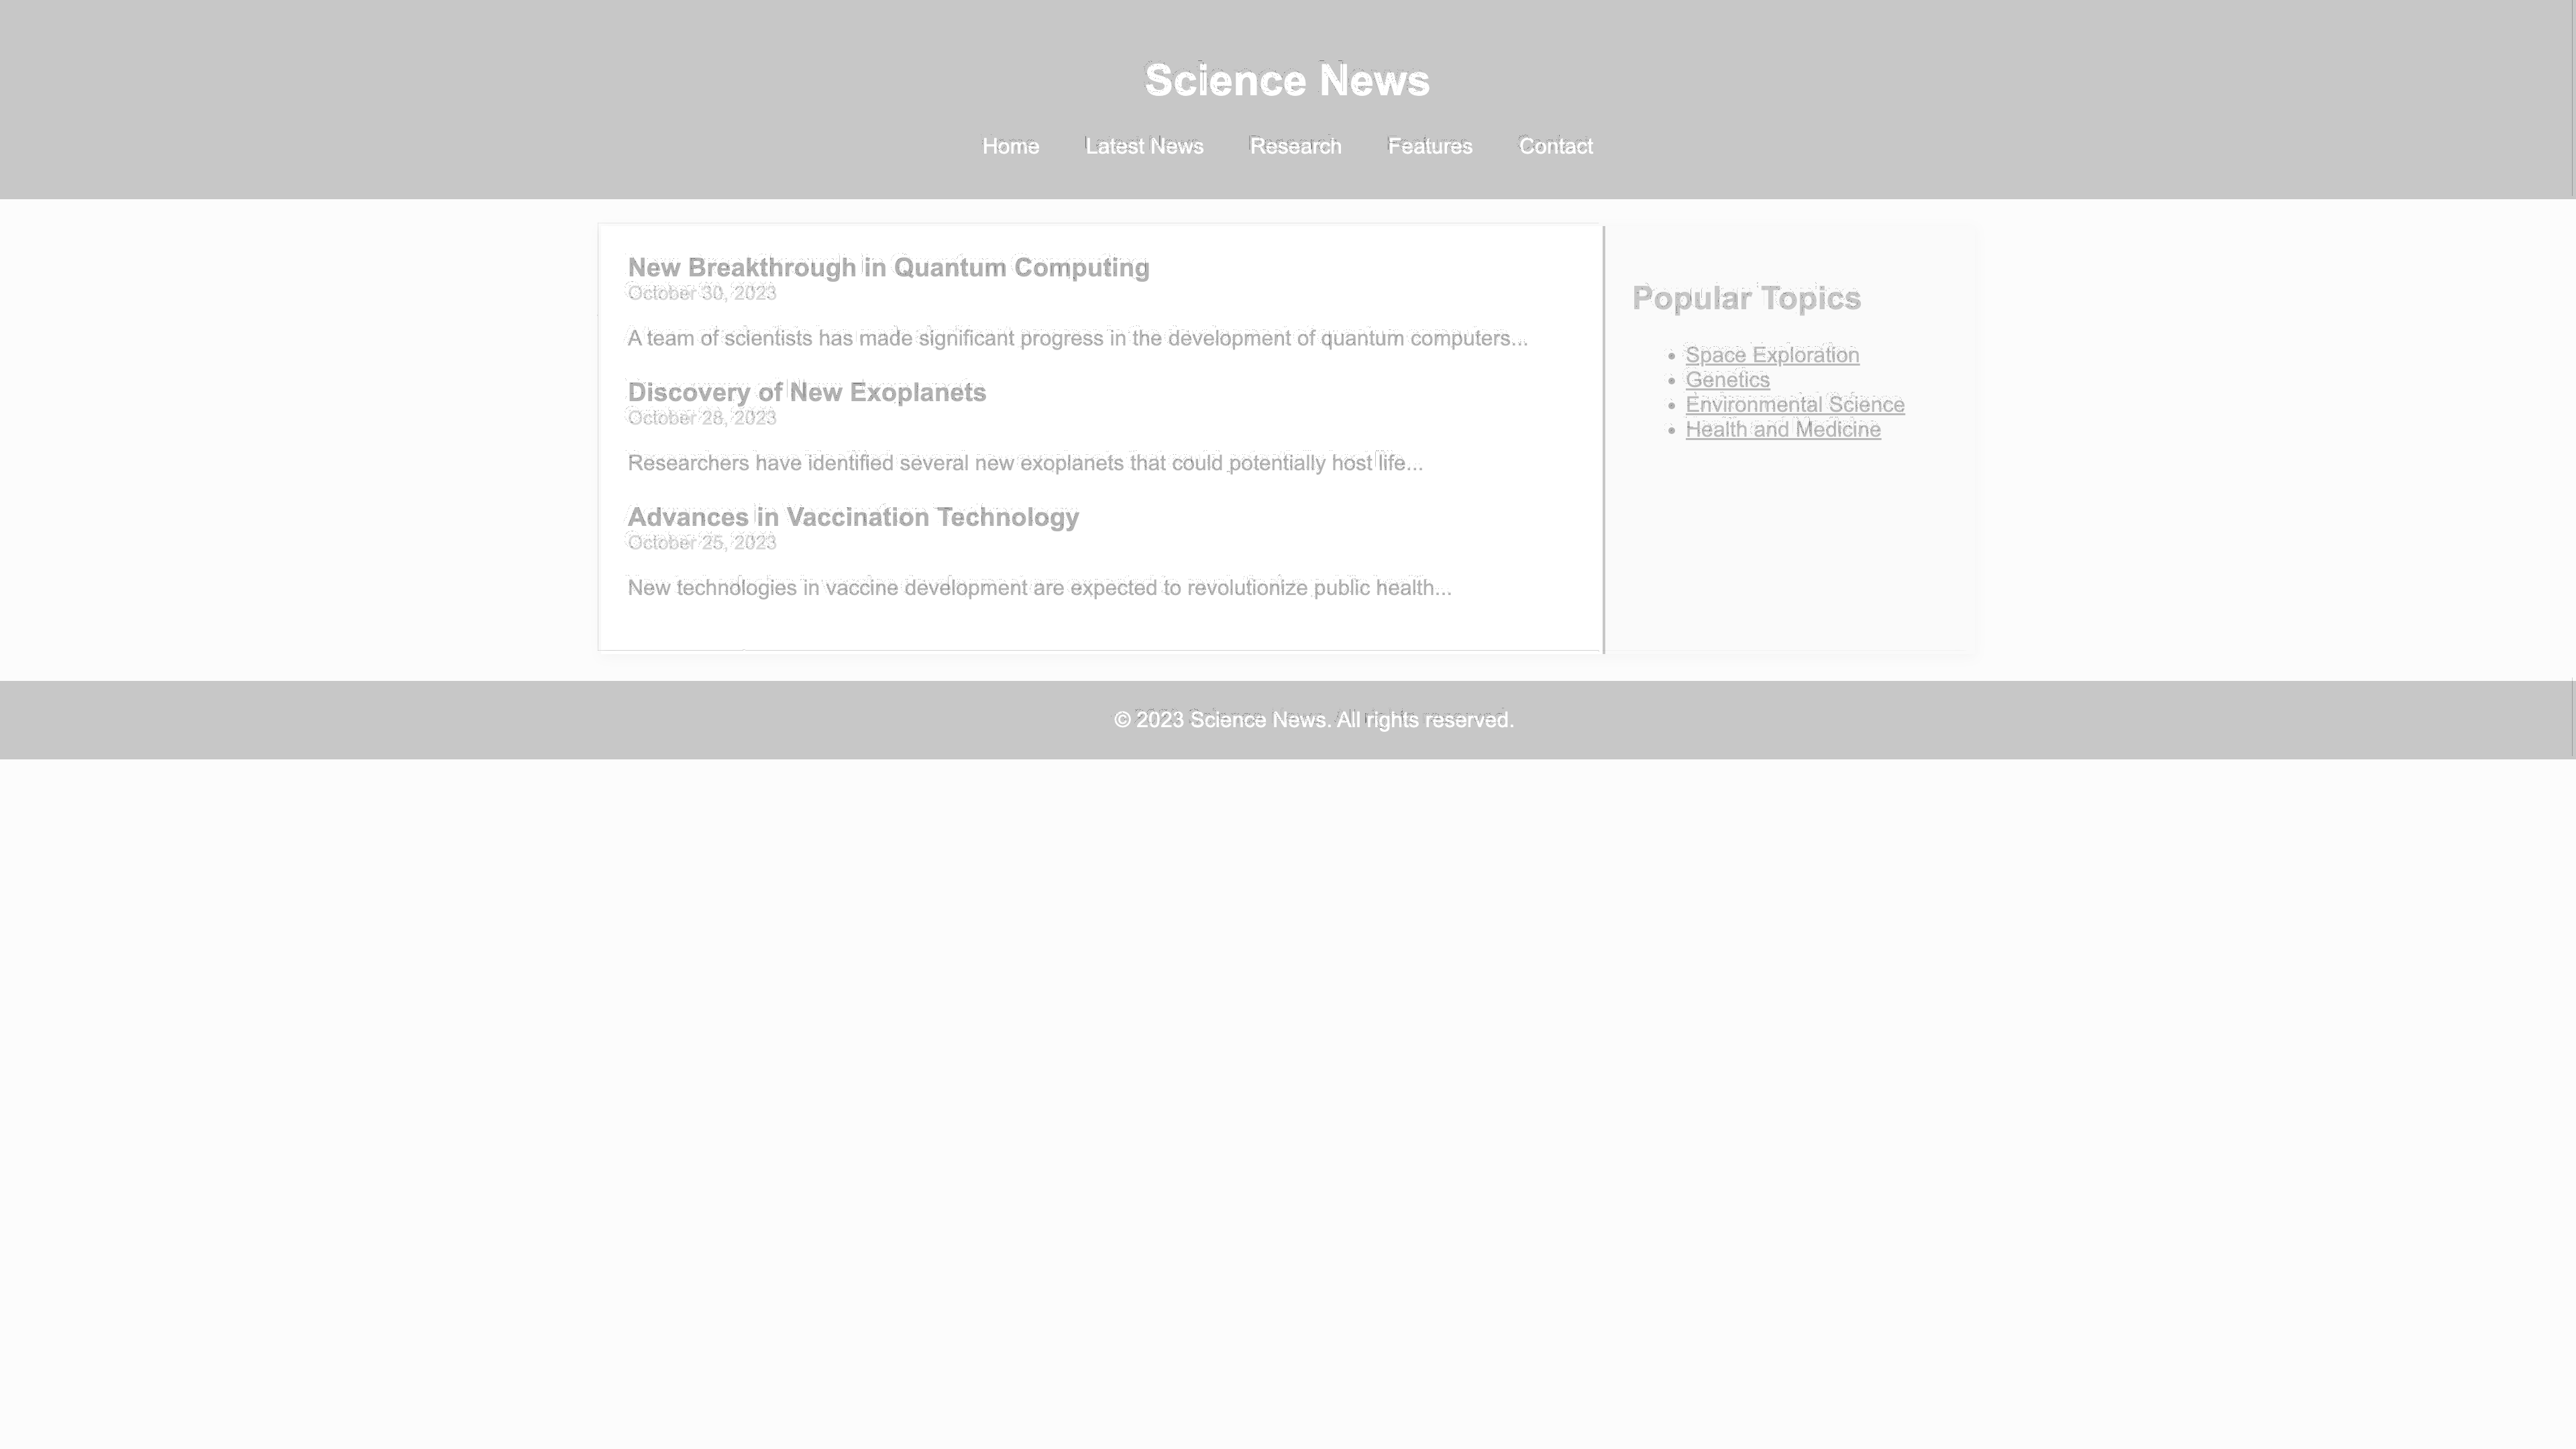 Science News
Home Latest News Research Features Contact
New Breakthrough in Quantum Computing
October 30, 2023
A team of scientists has made significant progress in the development of quantum computers...
Discovery of New Exoplanets
October 28, 2023
Researchers have identified several new exoplanets that could potentially host life...
Advances in Vaccination Technology
October 25, 2023
New technologies in vaccine development are expected to revolutionize public health...
Popular Topics
• Space Exploration
• Genetics
• Environmental Science
• Health and Medicine
© 2023 Science News. All rights reserved.